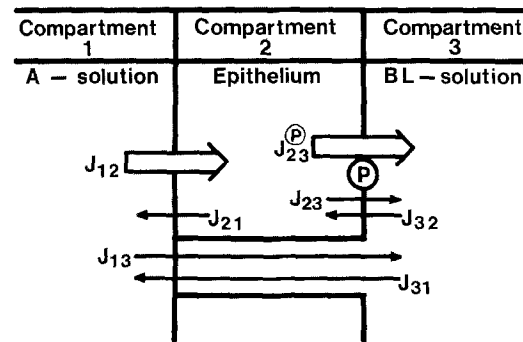 Compartment Compartment Compartment
1 2 3
A – solution Epithelium BL – solution
J23 P
J12
P
J23
J21 J32
J13
J31